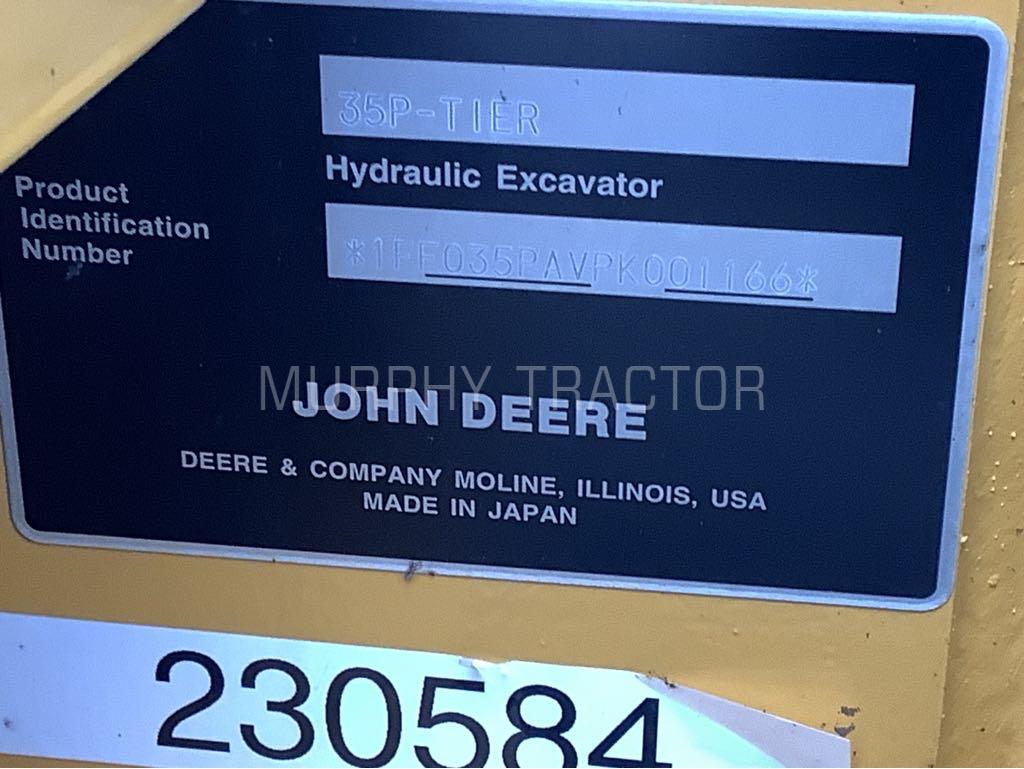 35P-TIER
Hydraulic Excavator
Product
Identification
Number
*1FF035PAVPK001166*
MURPHY TRACTOR
JOHN DEERE
DEERE & COMPANY MOLINE, ILLINOIS, USA
MADE IN JAPAN
230584